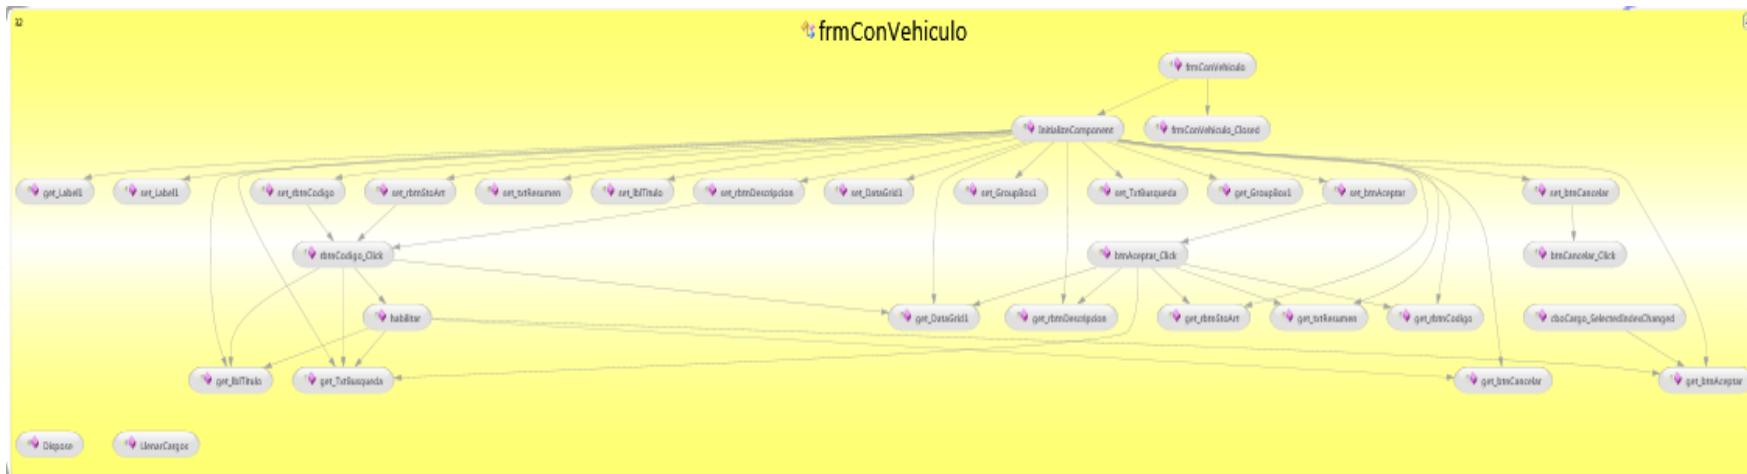 32
frmConVehiculo
frmConVehiculo
InitializeComponent
frmConVehiculo_Closed
get_Label1
set_Label1
set_rbtnCodigo
set_rbtnStoArt
set_txtResumen
set_lblTitulo
set_rbtnDescripcion
set_DataGrid1
set_GroupBox1
set_TxtBusqueda
get_GroupBox1
set_btnAceptar
set_btnCancelar
rbtnCodigo_Click
btnAceptar_Click
btnCancelar_Click
habilitar
get_DataGrid1
get_rbtnDescripcion
get_rbtnStoArt
get_txtResumen
get_rbtnCodigo
cboCargo_SelectedIndexChanged
get_lblTitulo
get_TxtBusqueda
get_btnCancelar
get_btnAceptar
Dispose
LlenarCargos